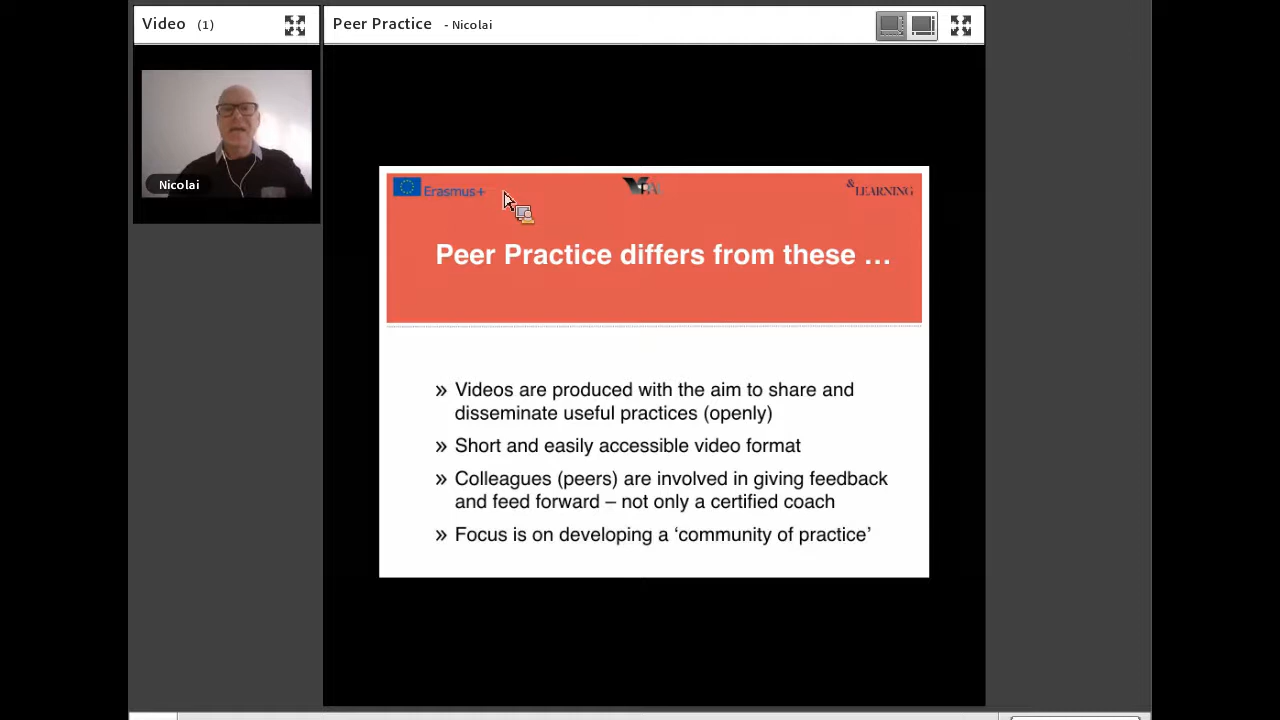 Video (1)
Peer Practice - Nicolai
Nicolai
Erasmus+
&
LEARNING
Peer Practice differs from these …
» Videos are produced with the aim to share and
disseminate useful practices (openly)
» Short and easily accessible video format
» Colleagues (peers) are involved in giving feedback
and feed forward – not only a certified coach
» Focus is on developing a ‘community of practice’